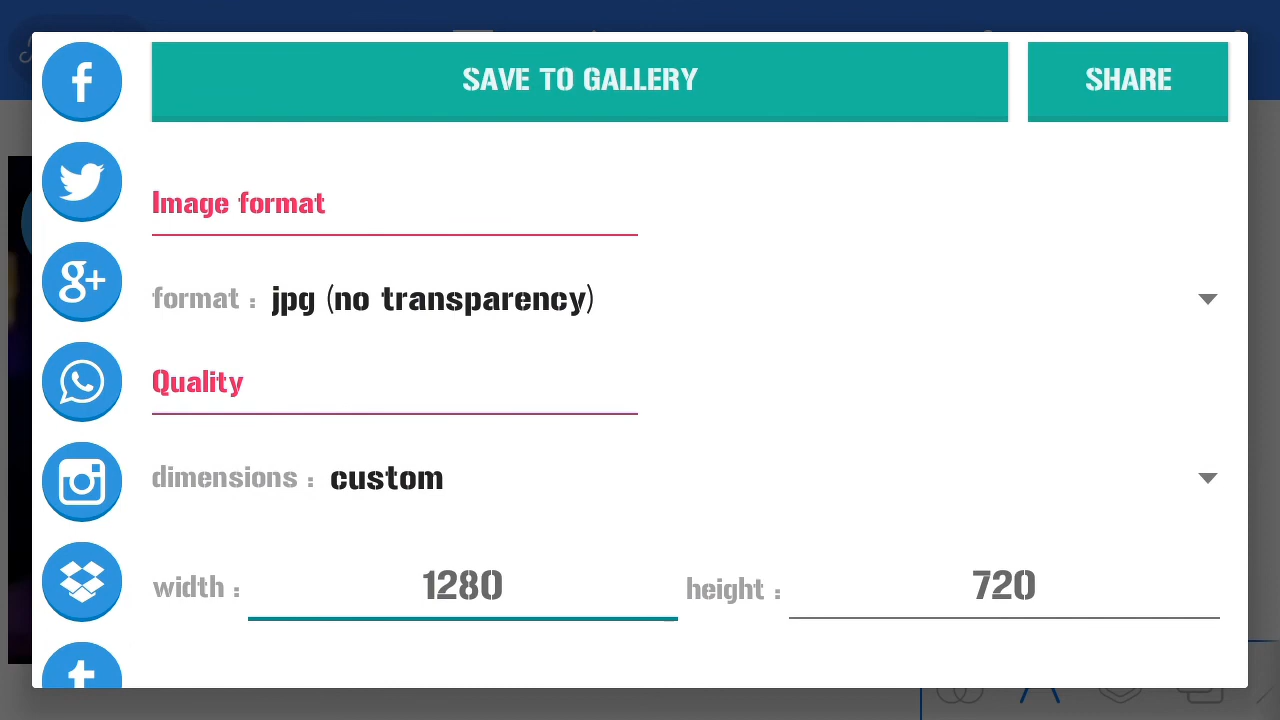 SAVE TO GALLERY SHARE
Image format
format : jpg (no transparency)
Quality
dimensions : custom
width : 1280 height : 720